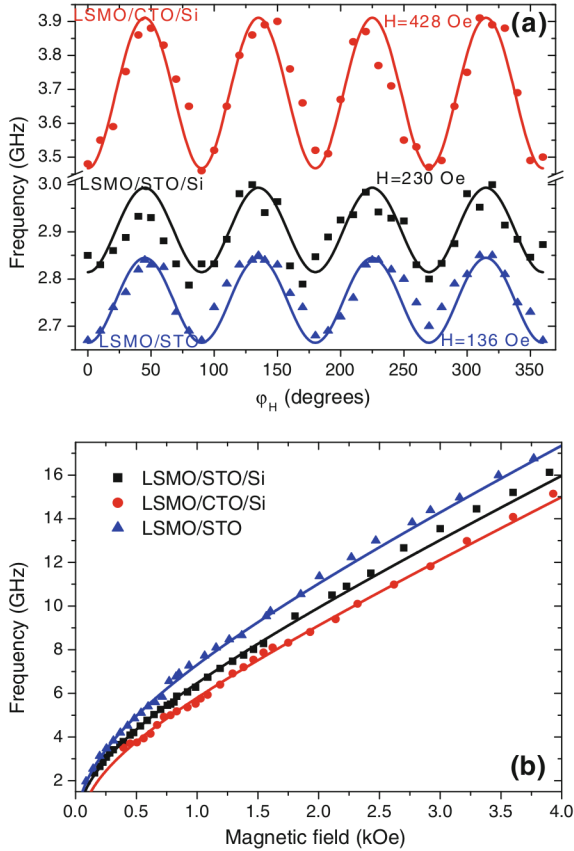 LSMO/CTO/Si
H=428 Oe
(a)
3.9
3.8
3.7
3.6
3.5
LSMO/STO/Si
H=230 Oe
3.0
2.9
2.8
2.7
LSMO/STO
H=136 Oe
Frequency (GHz)
0 50 100 150 200 250 300 350
φH (degrees)
LSMO/STO/Si
LSMO/CTO/Si
LSMO/STO
16
14
12
10
8
6
4
2
Frequency (GHz)
(b)
0.0 0.5 1.0 1.5 2.0 2.5 3.0 3.5 4.0
Magnetic field (kOe)